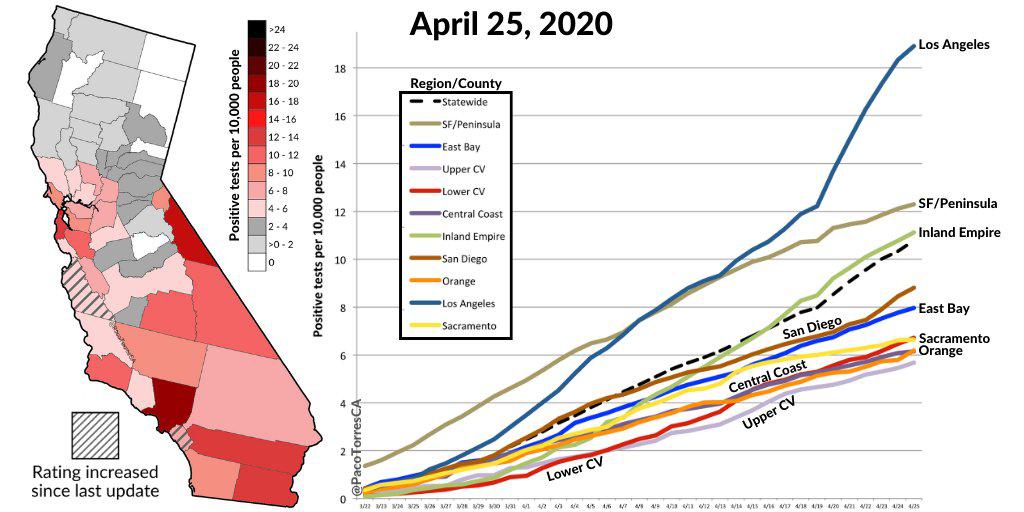 April 25, 2020
>24
22 - 24
20 - 22
18 - 20
16 - 18
14 -16
12 - 14
10 - 12
8 - 10
6 - 8
4 - 6
2 - 4
>0 - 2
0
Positive tests per 10,000 people
Rating increased
since last update
Positive tests per 10,000 people
18
16
14
12
10
8
6
4
2
0
Region/County
Statewide
SF/Peninsula
East Bay
Upper CV
Lower CV
Central Coast
Inland Empire
San Diego
Orange
Los Angeles
Sacramento
Los Angeles
SF/Peninsula
Inland Empire
San Diego
East Bay
Sacramento
Orange
Central Coast
Upper CV
Lower CV
@PacoTorresCA
3/22 3/23 3/24 3/25 3/26 3/27 3/28 3/29 3/30 3/31 4/1 4/2 4/3 4/4 4/5 4/6 4/7 4/8 4/9 4/10 4/11 4/12 4/13 4/14 4/15 4/16 4/17 4/18 4/19 4/20 4/21 4/22 4/23 4/24 4/25